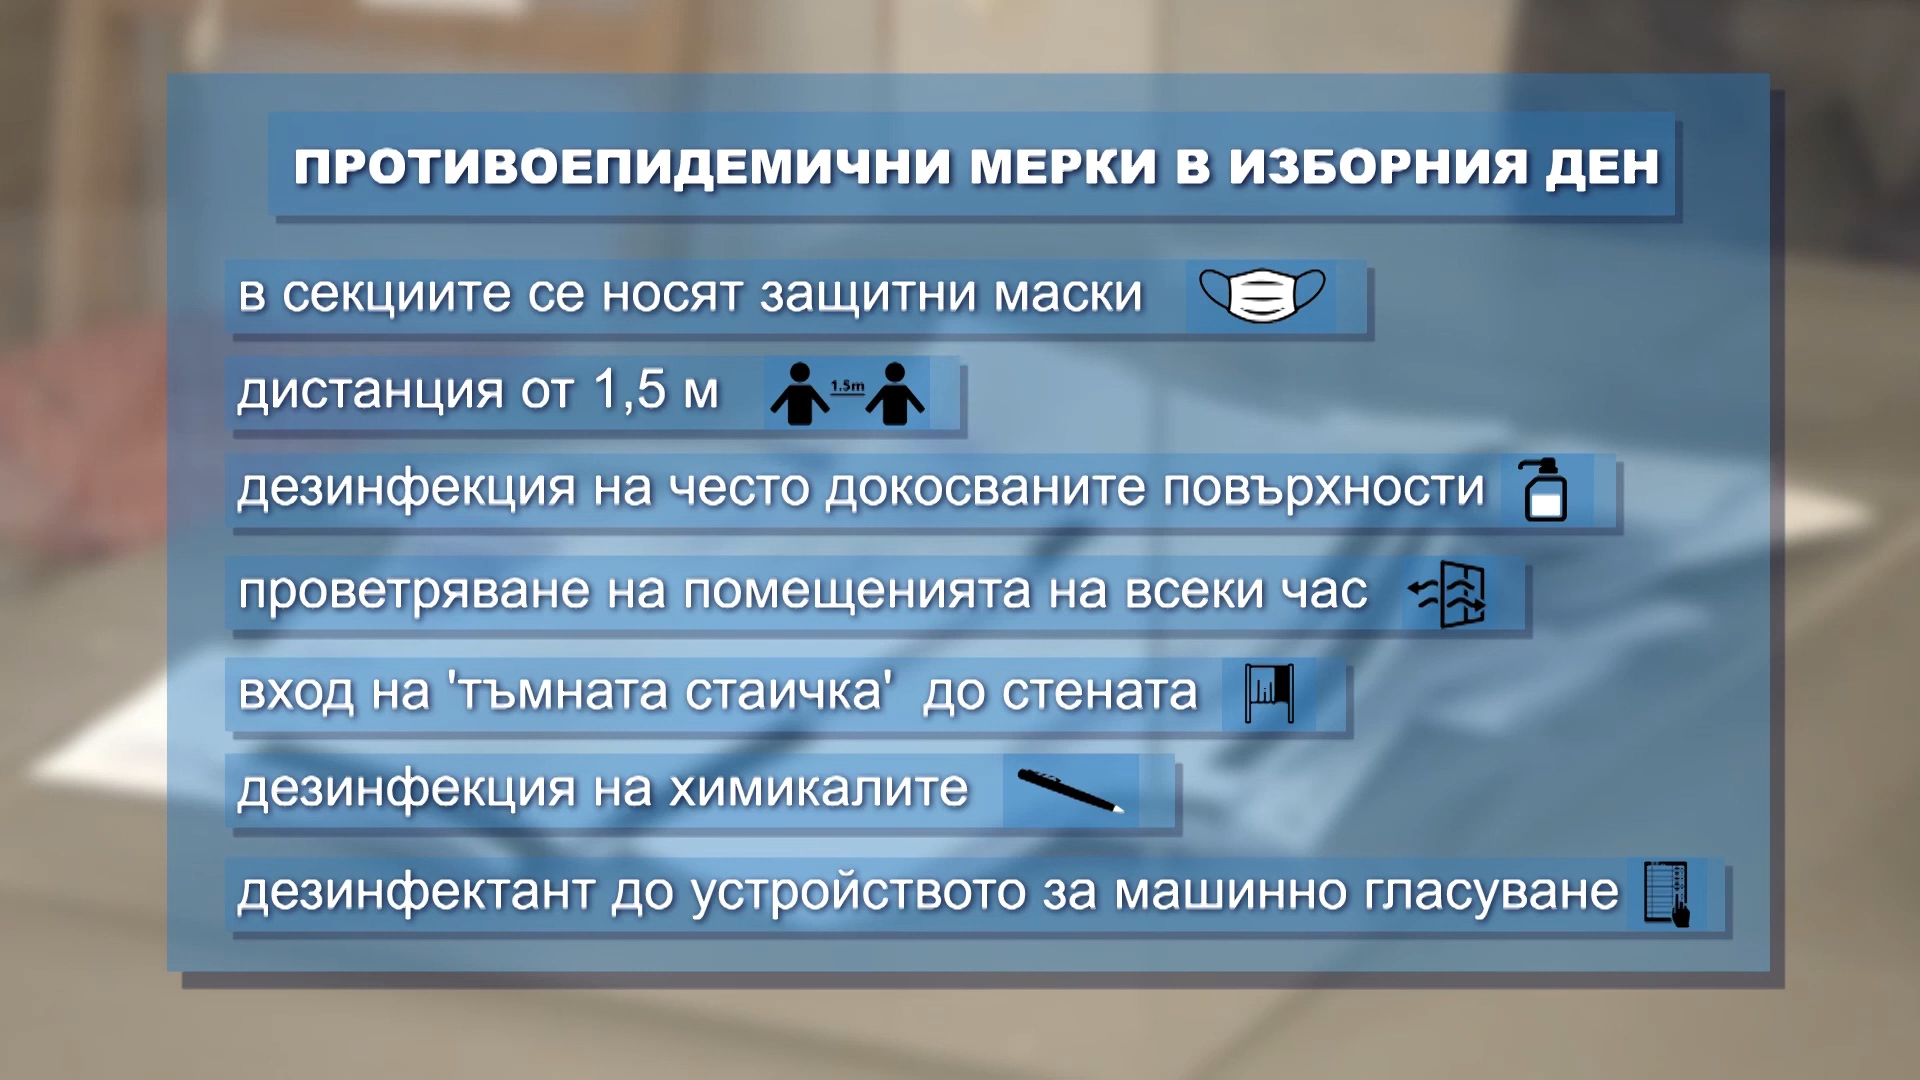 ПРОТИВОЕПИДЕМИЧНИ МЕРКИ В ИЗБОРНИЯ ДЕН
в секциите се носят защитни маски
дистанция от 1,5 м
1.5m
дезинфекция на често докосваните повърхности
проветряване на помещенията на всеки час
вход на 'тъмната стаичка' до стената
дезинфекция на химикалите
дезинфектант до устройството за машинно гласуване